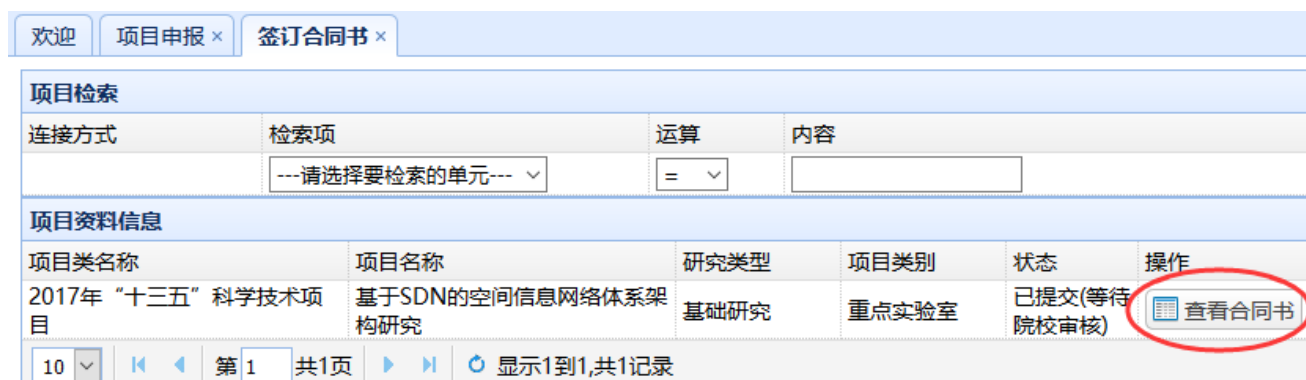 欢迎 项目申报 × 签订合同书 ×
项目检索
连接方式 检索项 运算 内容
---请选择要检索的单元--- =
项目资料信息
项目类名称 项目名称 研究类型 项目类别 状态 操作
2017年“十三五”科学技术项 基于SDN的空间信息网络体系架 基础研究 重点实验室 已提交(等待 查看合同书
目 构研究 院校审核)
10 第 1 共1页 显示1到1,共1记录